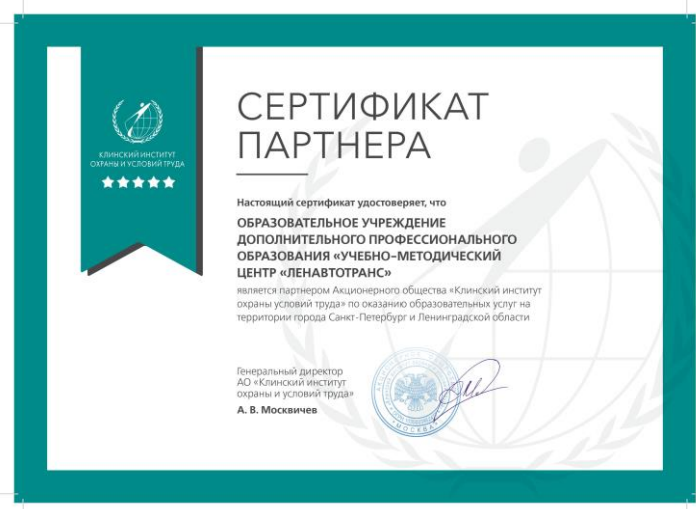 КЛИНСКИЙ ИНСТИТУТ
ОХРАНЫ И УСЛОВИЙ ТРУДА
СЕРТИФИКАТ
ПАРТНЕРА
Настоящий сертификат удостоверяет, что
ОБРАЗОВАТЕЛЬНОЕ УЧРЕЖДЕНИЕ
ДОПОЛНИТЕЛЬНОГО ПРОФЕССИОНАЛЬНОГО
ОБРАЗОВАНИЯ «УЧЕБНО-МЕТОДИЧЕСКИЙ
ЦЕНТР «ЛЕНАВТОТРАНС»
является партнером Акционерного общества «Клинский институт
охраны условий труда» по оказанию образовательных услуг на
территории города Санкт-Петербург и Ленинградской области
Генеральный директор
АО «Клинский институт
охраны и условий труда»
А. В. Москвичев
МОСКВА